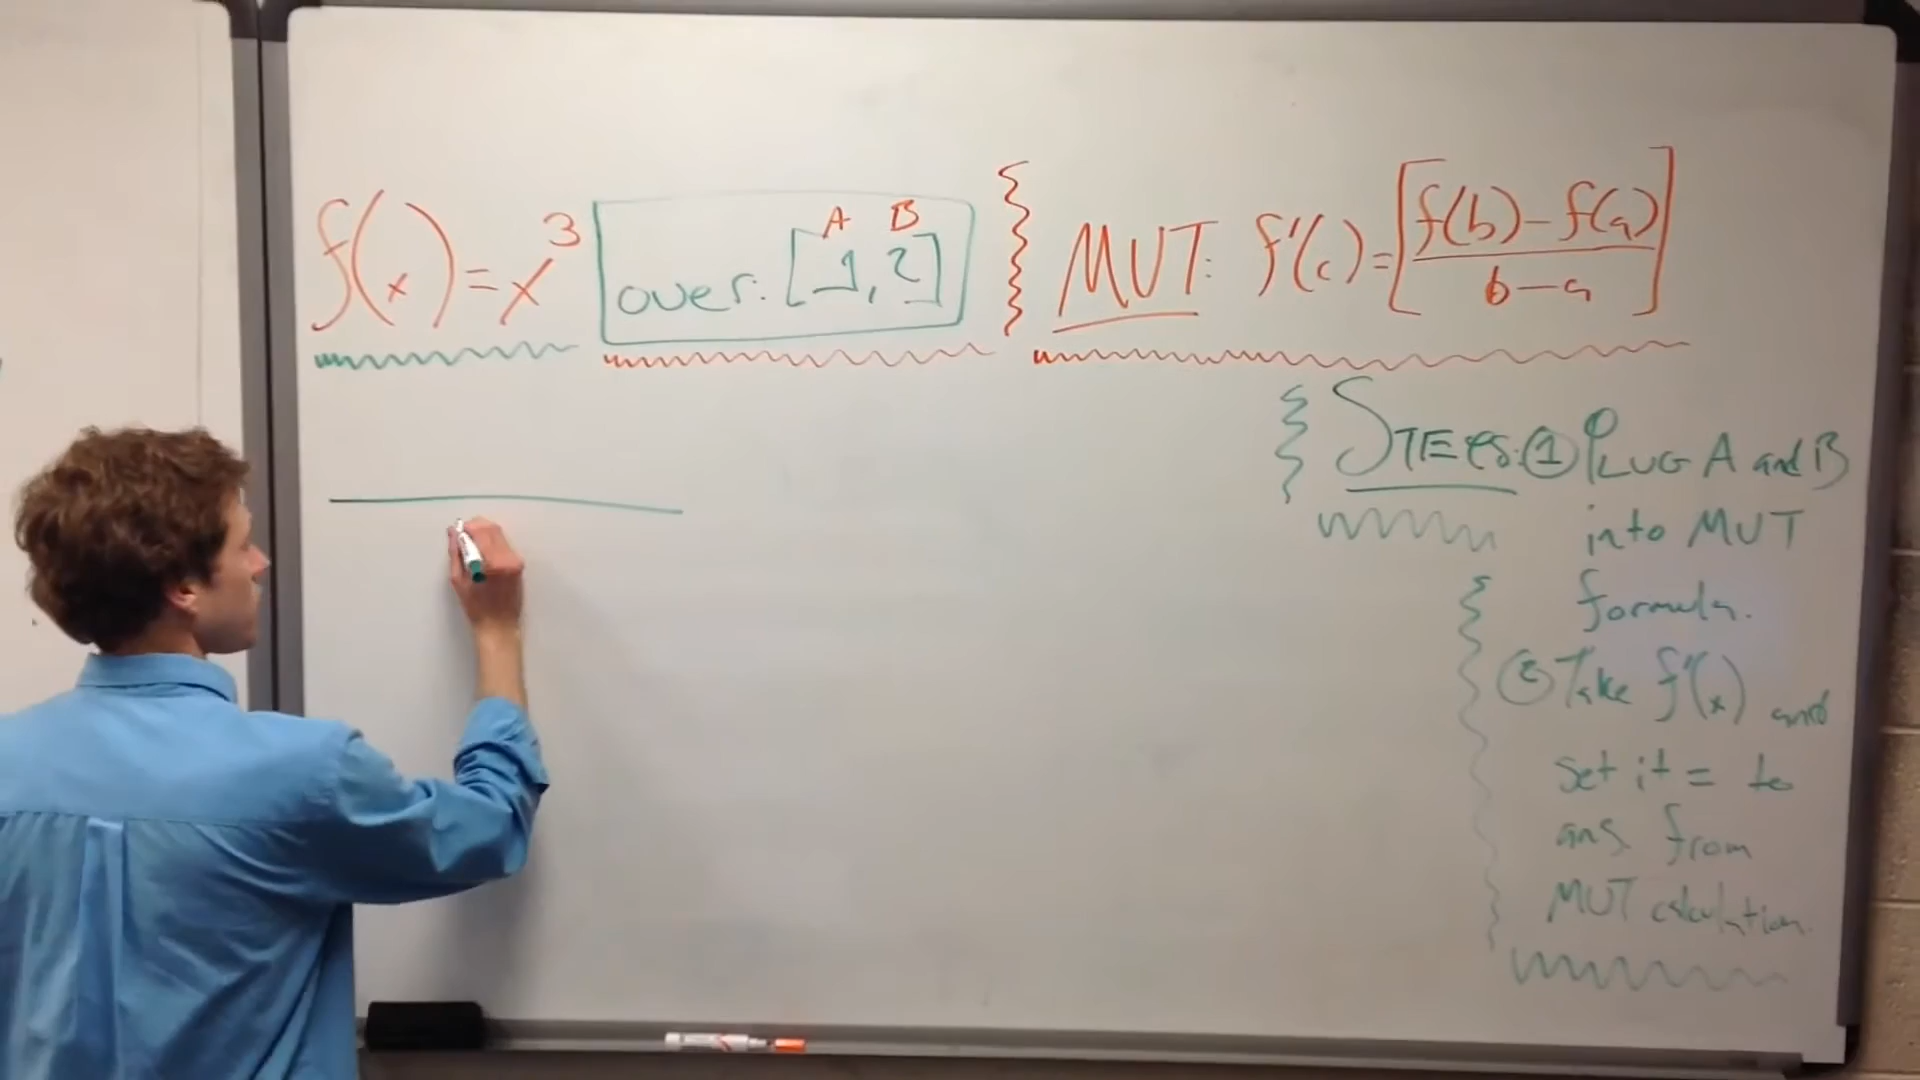 f(x) = x³
A B
over: [1, 2]
MVT: f'(c) = [f(b) - f(a) / b - a]
STEPS: ① PLUG A and B
into MVT
formula.
② Take f'(x) and
set it = to
ans from
MVT calculation.